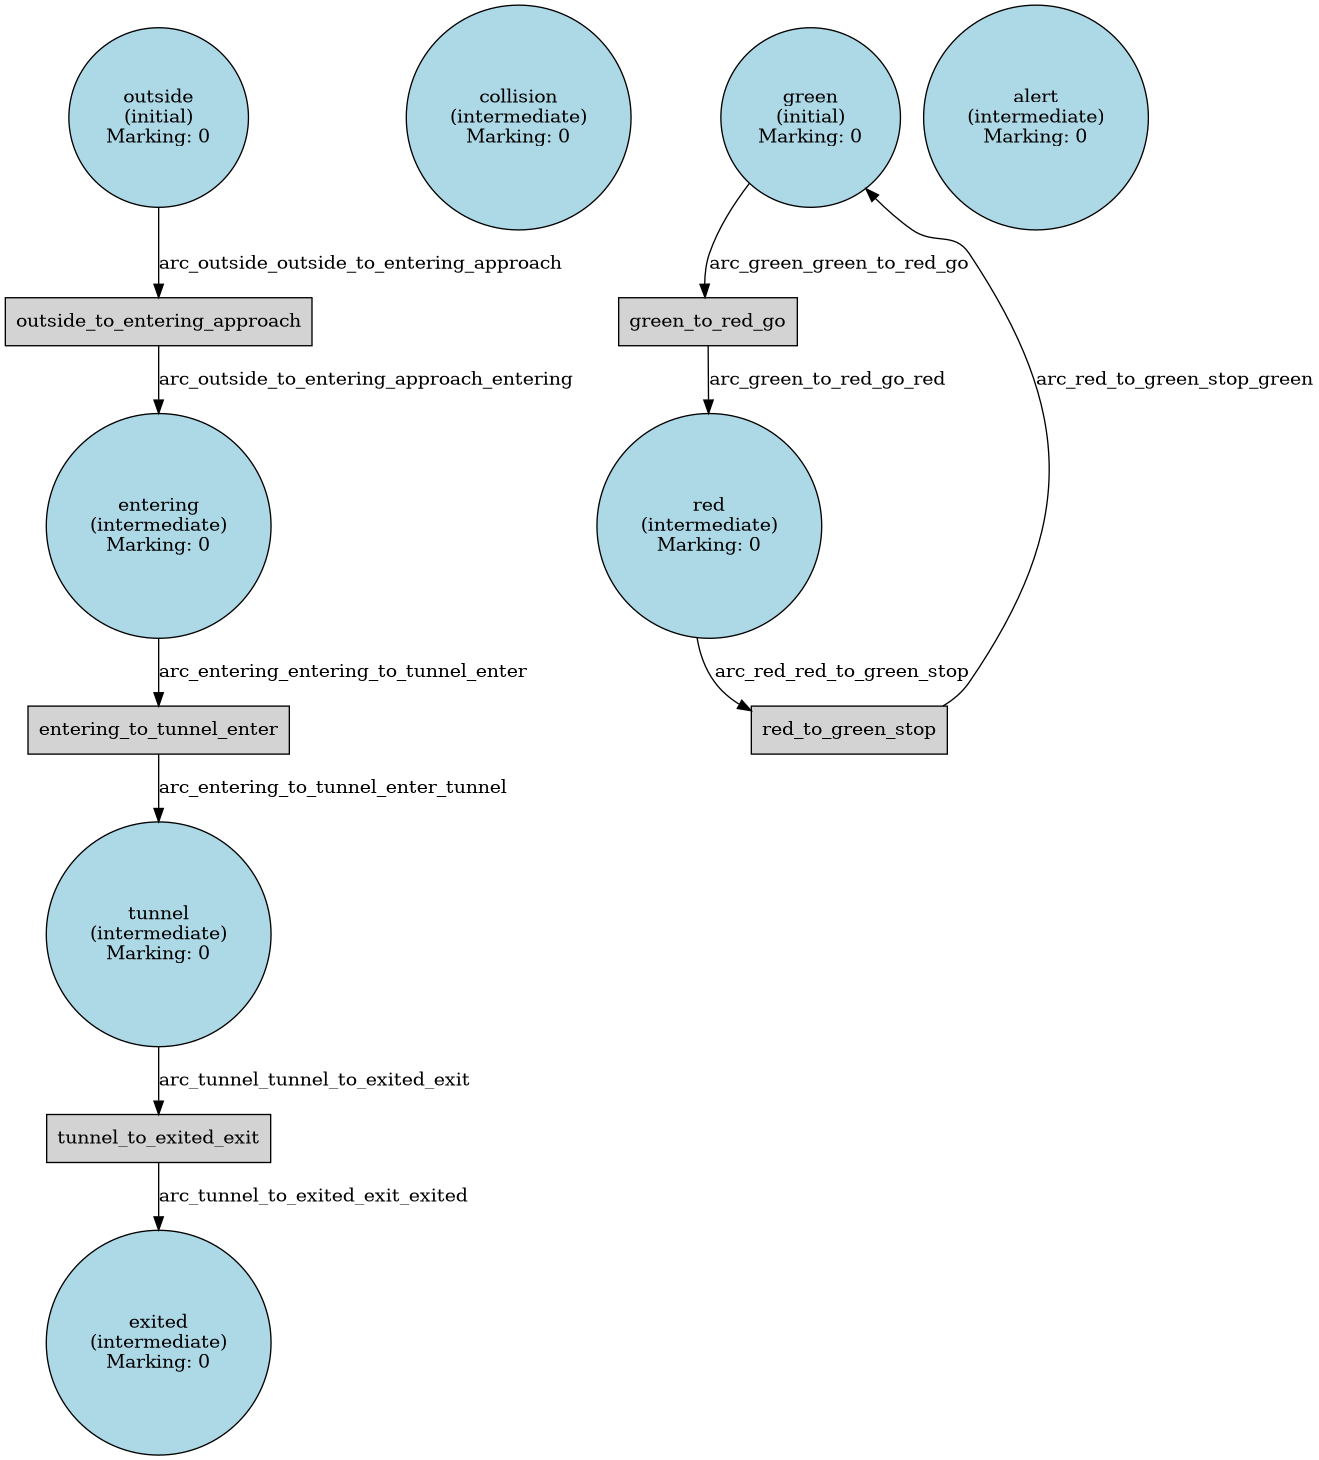 outside
(initial)
Marking: 0
collision
(intermediate)
Marking: 0
green
(initial)
Marking: 0
alert
(intermediate)
Marking: 0
arc_outside_outside_to_entering_approach
arc_green_green_to_red_go
outside_to_entering_approach
green_to_red_go
arc_outside_to_entering_approach_entering
arc_green_to_red_go_red
arc_red_to_green_stop_green
entering
(intermediate)
Marking: 0
red
(intermediate)
Marking: 0
arc_entering_entering_to_tunnel_enter
arc_red_red_to_green_stop
entering_to_tunnel_enter
red_to_green_stop
arc_entering_to_tunnel_enter_tunnel
tunnel
(intermediate)
Marking: 0
arc_tunnel_tunnel_to_exited_exit
tunnel_to_exited_exit
arc_tunnel_to_exited_exit_exited
exited
(intermediate)
Marking: 0